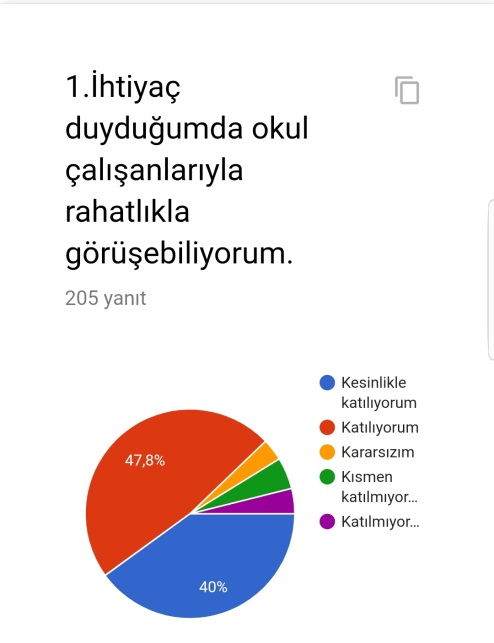 1.İhtiyaç
duyduğumda okul
çalışanlarıyla
rahatlıkla
görüşebiliyorum.
205 yanıt
Kesinlikle
katılıyorum
Katılıyorum
Kararsızım
Kısmen
katılmıyor...
Katılmıyor...
47,8%
40%